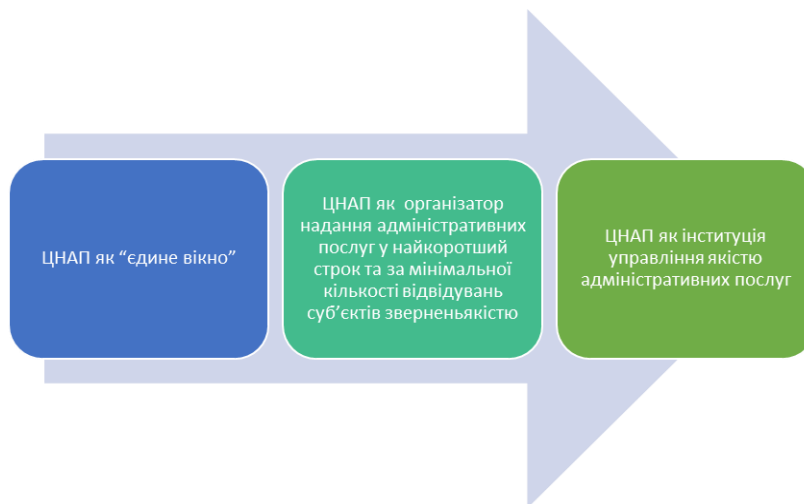 ЦНАП як “єдине вікно”
ЦНАП як організатор
надання адміністративних
послуг у найкоротший
строк та за мінімальної
кількості відвідувань
суб’єктів зверненьякістю
ЦНАП як інституція
управління якістю
адміністративних послуг